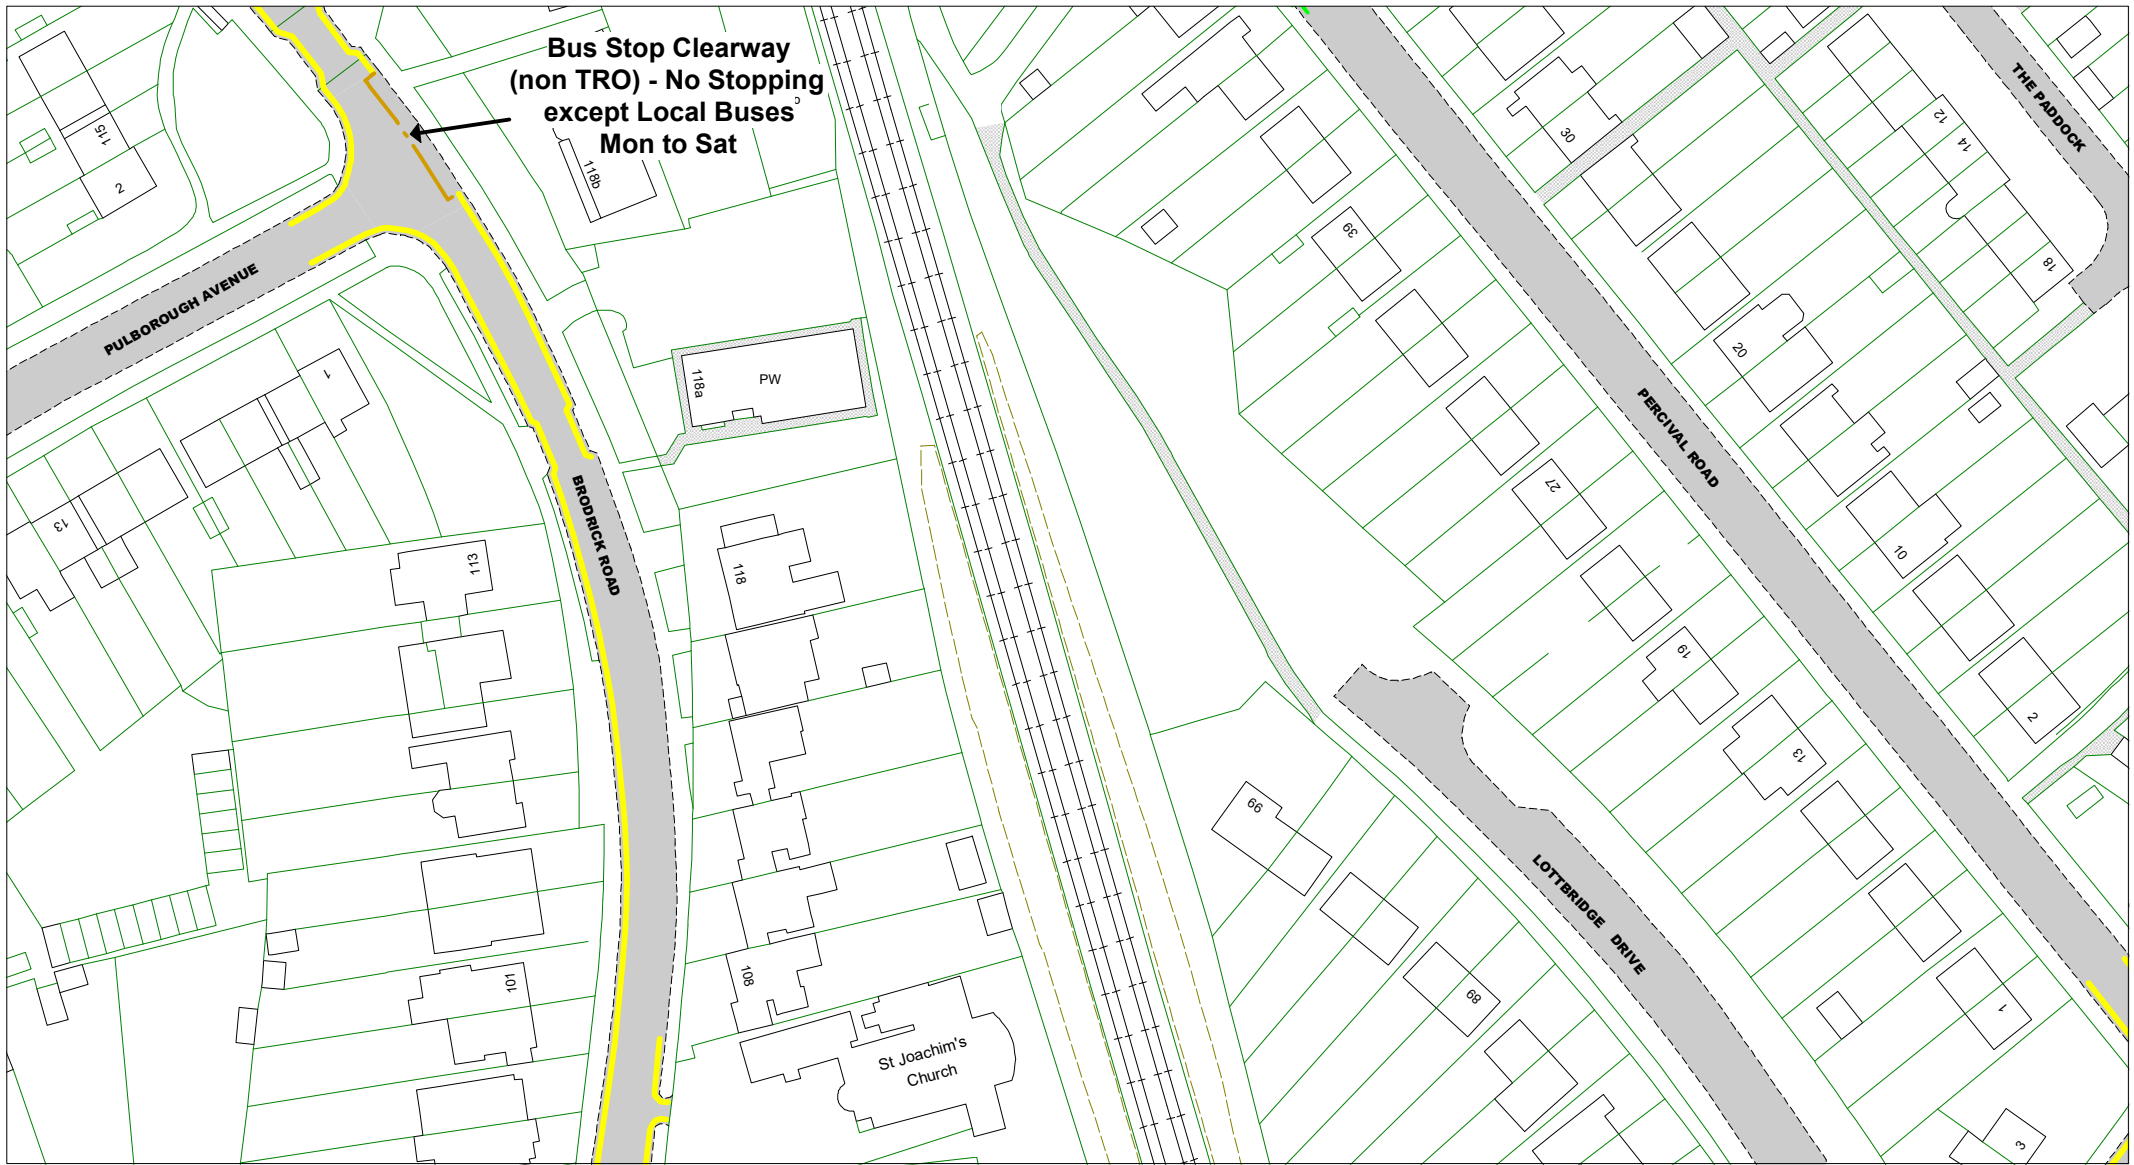 Bus Stop Clearway
(non TRO) - No Stopping
except Local Buses
Mon to Sat
THE PADDOCK
PULBOROUGH AVENUE
BRODRICK ROAD
PERCIVAL ROAD
LOTTBRIDGE DRIVE
115
2
118b
118a
PW
1
13
113
118
101
108
St Joachim's
Church
39
30
12
14
18
20
27
10
19
2
13
99
89
1
3